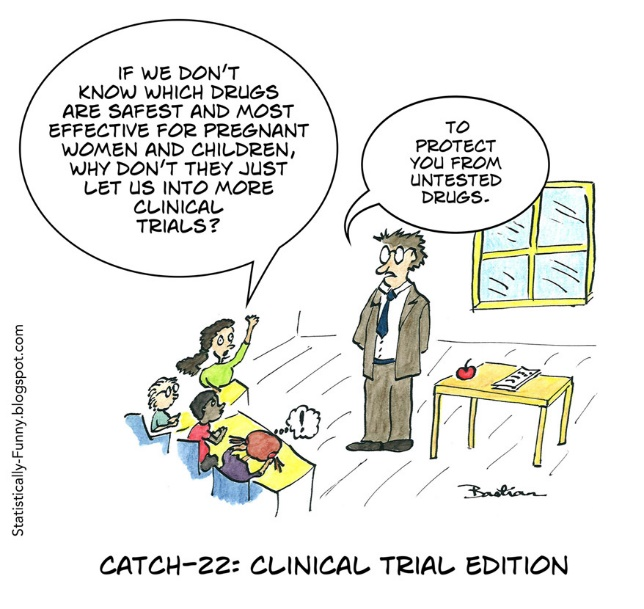 IF WE DON'T
KNOW WHICH DRUGS
ARE SAFEST AND MOST
EFFECTIVE FOR PREGNANT
WOMEN AND CHILDREN,
WHY DON'T THEY JUST
LET US INTO MORE
CLINICAL
TRIALS?
TO
PROTECT
YOU FROM
UNTESTED
DRUGS.
!
Statistically-Funny.blogspot.com
Bastian
CATCH-22: CLINICAL TRIAL EDITION